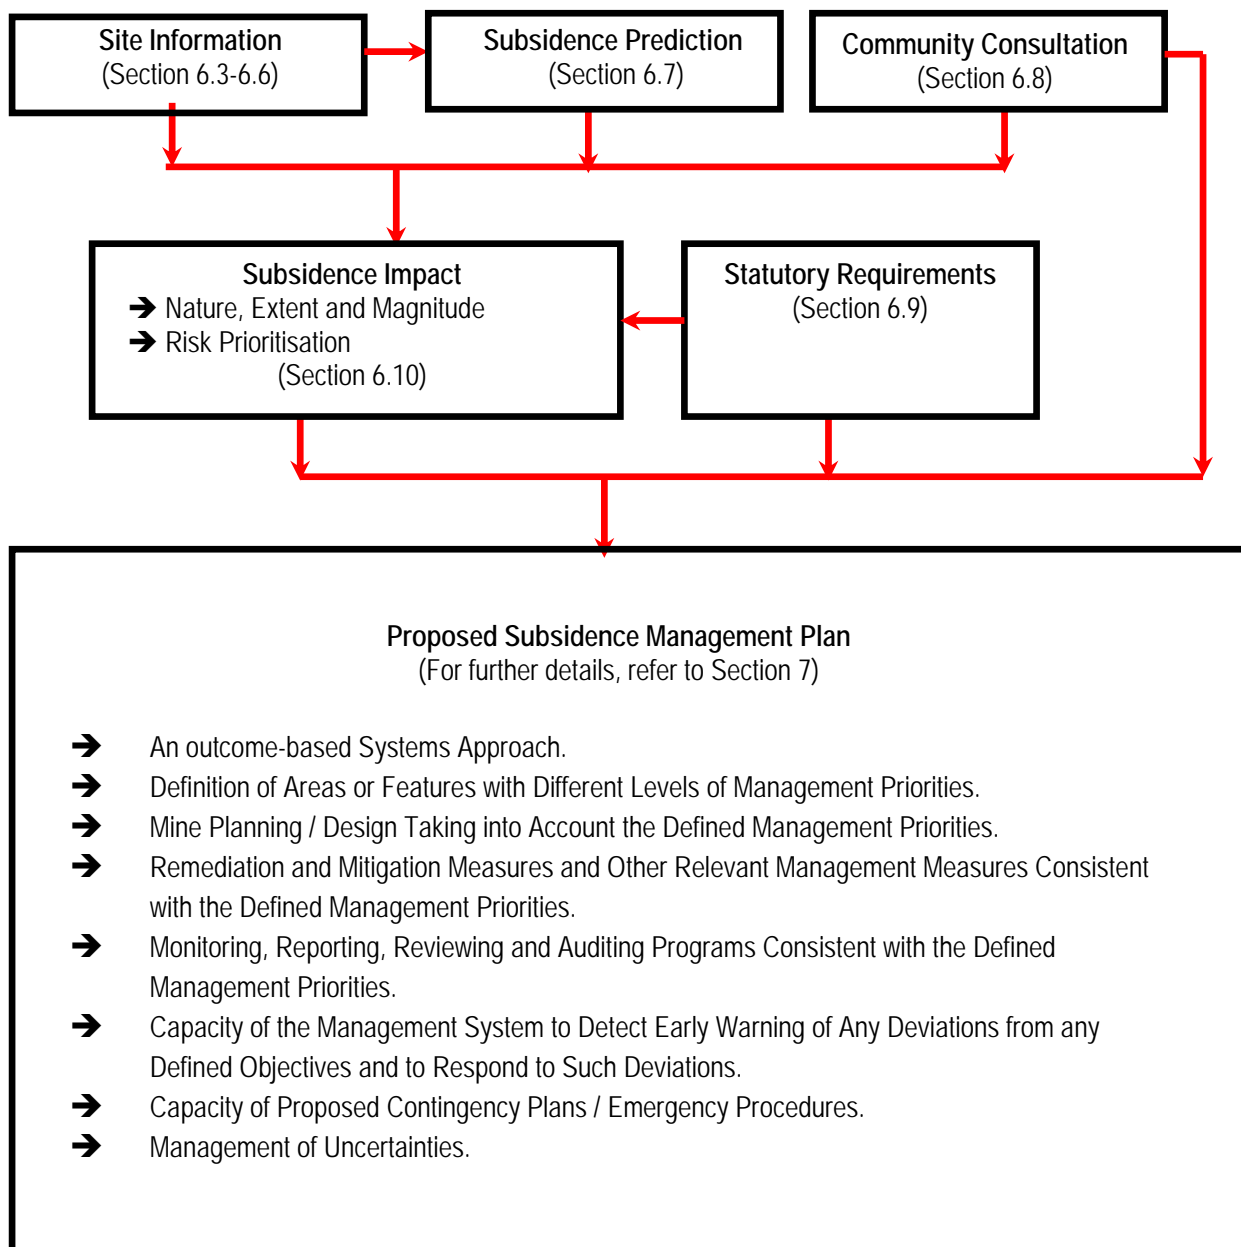 Site Information
(Section 6.3-6.6)
Subsidence Prediction
(Section 6.7)
Community Consultation
(Section 6.8)
Subsidence Impact
➔ Nature, Extent and Magnitude
➔ Risk Prioritisation
(Section 6.10)
Statutory Requirements
(Section 6.9)
Proposed Subsidence Management Plan
(For further details, refer to Section 7)
➔ An outcome-based Systems Approach.
➔ Definition of Areas or Features with Different Levels of Management Priorities.
➔ Mine Planning / Design Taking into Account the Defined Management Priorities.
➔ Remediation and Mitigation Measures and Other Relevant Management Measures Consistent
with the Defined Management Priorities.
➔ Monitoring, Reporting, Reviewing and Auditing Programs Consistent with the Defined
Management Priorities.
➔ Capacity of the Management System to Detect Early Warning of Any Deviations from any
Defined Objectives and to Respond to Such Deviations.
➔ Capacity of Proposed Contingency Plans / Emergency Procedures.
➔ Management of Uncertainties.